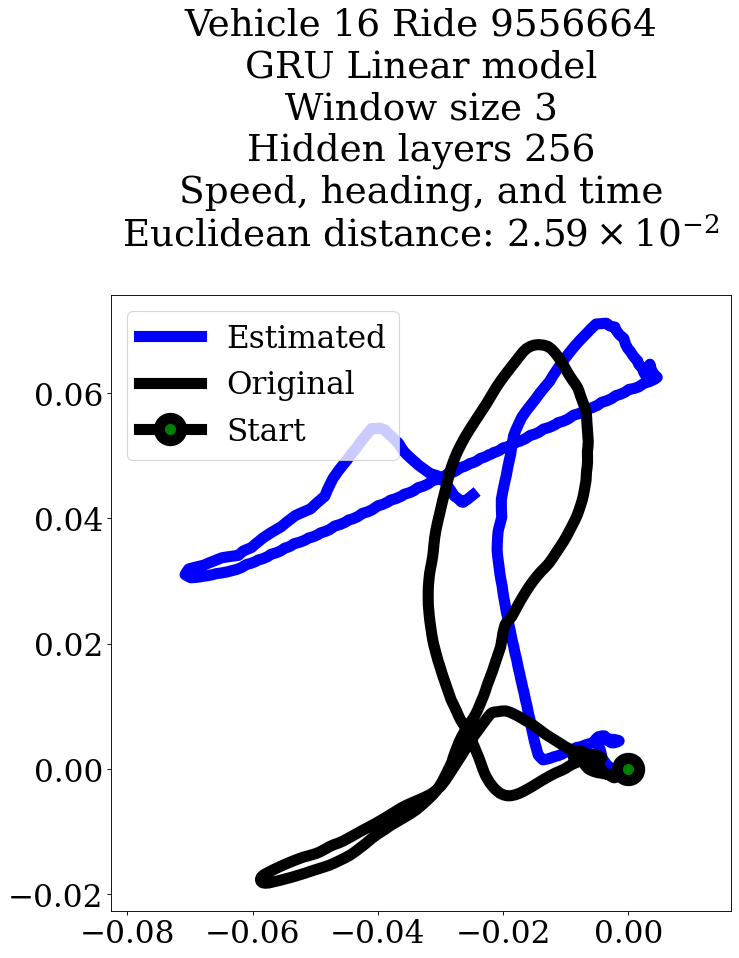 Vehicle 16 Ride 9556664
GRU Linear model
Window size 3
Hidden layers 256
Speed, heading, and time
Euclidean distance: 2.59 × 10⁻²
Estimated
Original
Start
0.06
0.04
0.02
0.00
−0.02
−0.08 −0.06 −0.04 −0.02 0.00